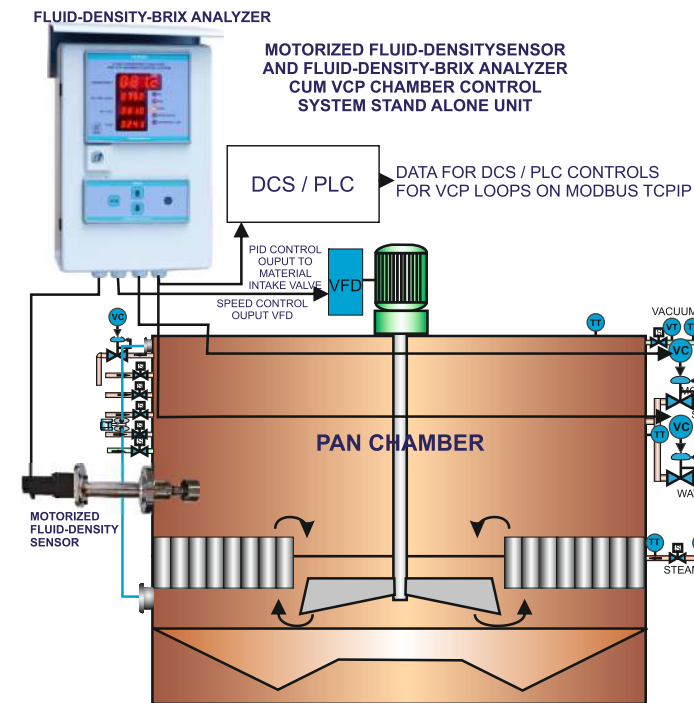 FLUID-DENSITY-BRIX ANALYZER
MOTORIZED FLUID-DENSITYSENSOR
AND FLUID-DENSITY-BRIX ANALYZER
CUM VCP CHAMBER CONTROL
SYSTEM STAND ALONE UNIT
DCS / PLC
DATA FOR DCS / PLC CONTROLS
FOR VCP LOOPS ON MODBUS TCPIP
PID CONTROL
OUPUT TO
MATERIAL
INTAKE VALVE
VFD
SPEED CONTROL
OUPUT VFD
VC
TT
VACUUM
VT
VC
VC
TT
WA
PAN CHAMBER
MOTORIZED
FLUID-DENSITY
SENSOR
TT
STEAM